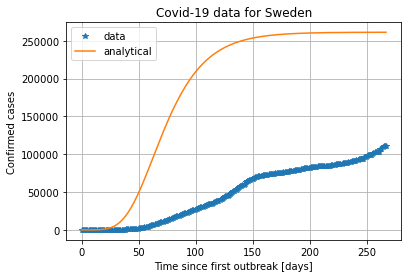 Covid-19 data for Sweden
data
analytical
250000
200000
150000
100000
50000
0
Confirmed cases
0 50 100 150 200 250
Time since first outbreak [days]